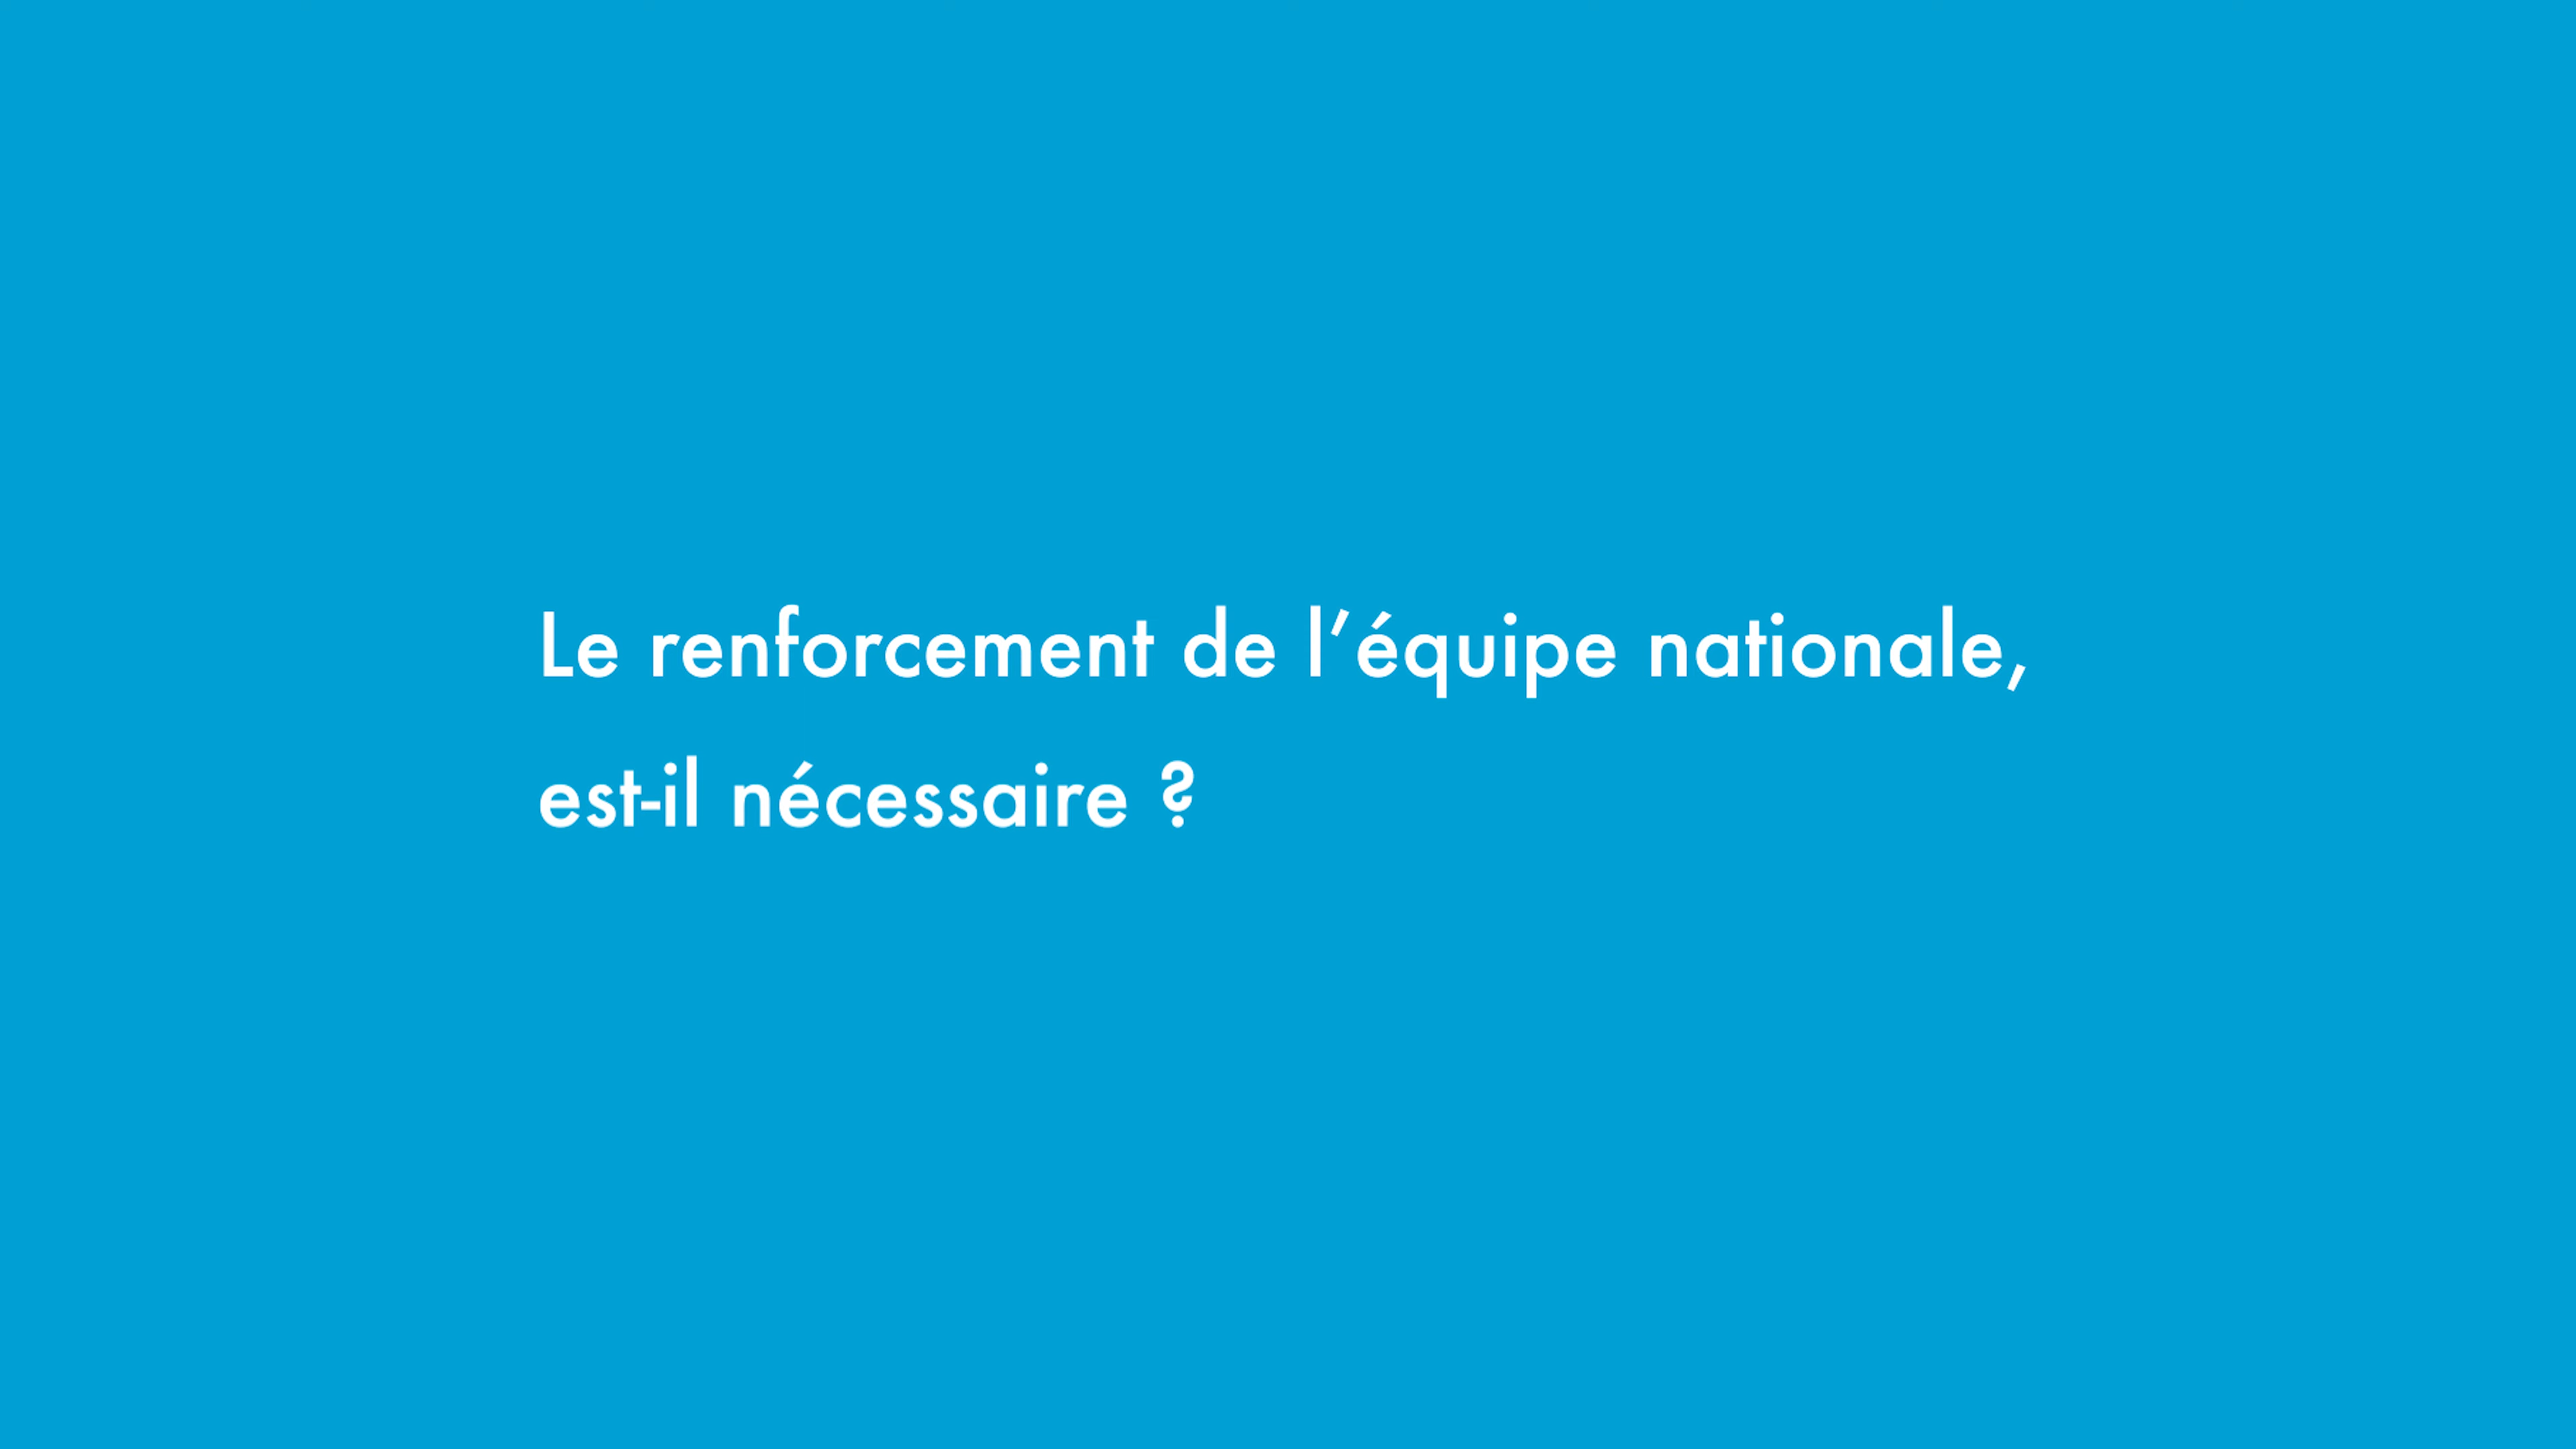 Le renforcement de l’équipe nationale,
est-il nécessaire ?